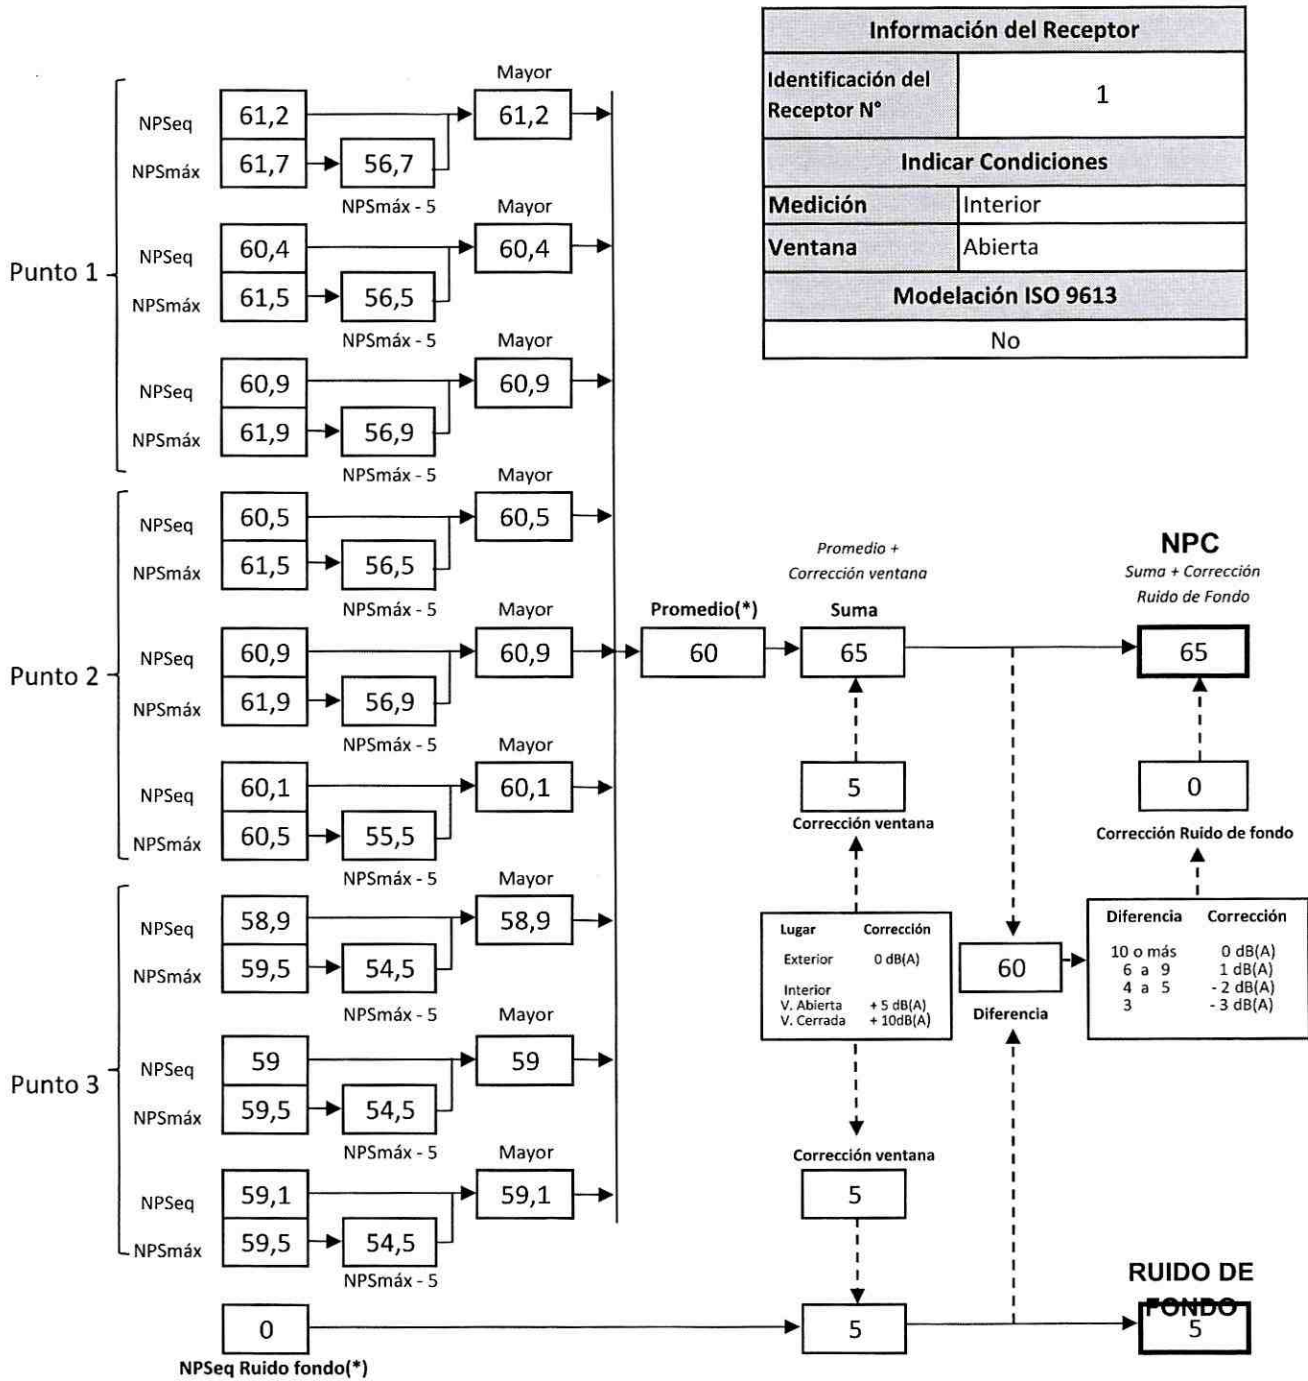 Información del Receptor
Identificación del Receptor N° 1
Indicar Condiciones
Medición Interior
Ventana Abierta
Modelación ISO 9613
No
Punto 1
Mayor
NPSeq 61,2 61,2
NPSmáx 61,7 56,7
NPSmáx - 5
Mayor
NPSeq 60,4 60,4
NPSmáx 61,5 56,5
NPSmáx - 5
Mayor
NPSeq 60,9 60,9
NPSmáx 61,9 56,9
NPSmáx - 5
Punto 2
Mayor
NPSeq 60,5 60,5
NPSmáx 61,5 56,5
NPSmáx - 5
Mayor
NPSeq 60,9 60,9
NPSmáx 61,9 56,9
NPSmáx - 5
Mayor
NPSeq 60,1 60,1
NPSmáx 60,5 55,5
NPSmáx - 5
Punto 3
Mayor
NPSeq 58,9 58,9
NPSmáx 59,5 54,5
NPSmáx - 5
Mayor
NPSeq 59 59
NPSmáx 59,5 54,5
NPSmáx - 5
Mayor
NPSeq 59,1 59,1
NPSmáx 59,5 54,5
NPSmáx - 5
0
NPSeq Ruido fondo(*)
Promedio(*)
60
Promedio +
Corrección ventana
Suma
65
5
Corrección ventana
Lugar Corrección
Exterior 0 dB(A)
Interior
V. Abierta + 5 dB(A)
V. Cerrada + 10dB(A)
Corrección ventana
5
5
60
Diferencia
NPC
Suma + Corrección
Ruido de Fondo
65
0
Corrección Ruido de fondo
Diferencia Corrección
10 o más 0 dB(A)
6 a 9 1 dB(A)
4 a 5 - 2 dB(A)
3 - 3 dB(A)
RUIDO DE
FONDO
5